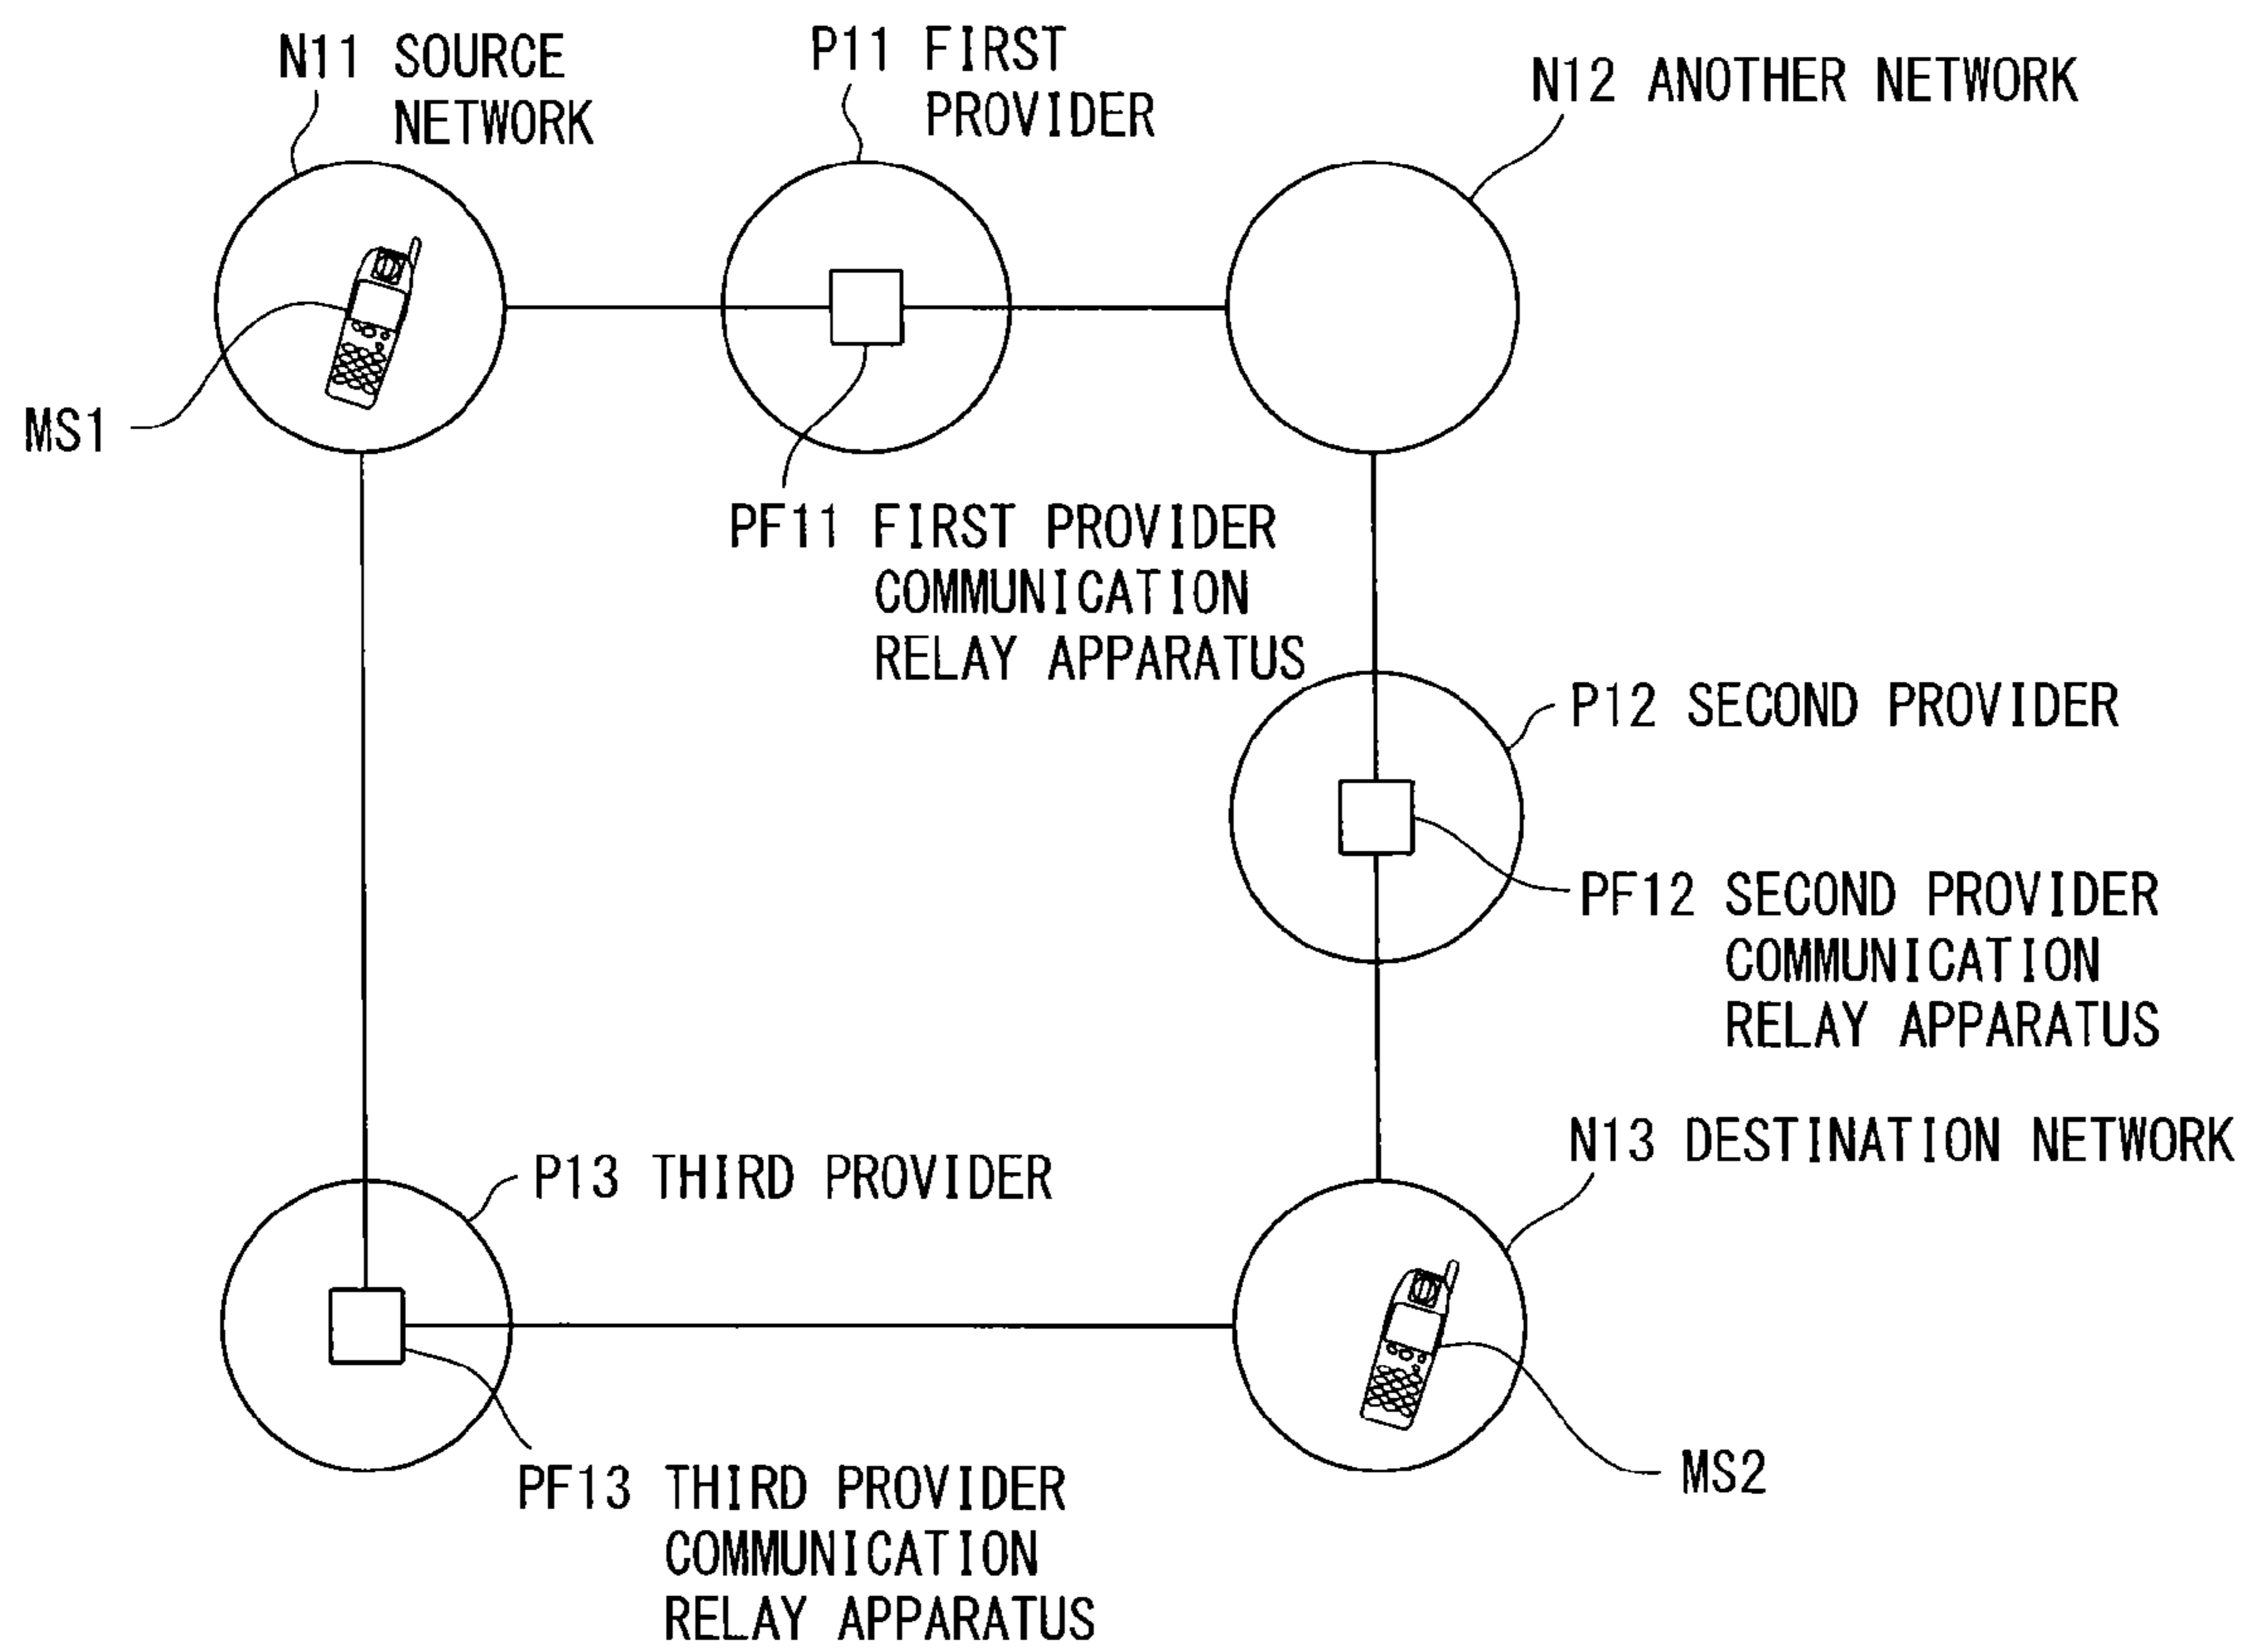 N11 SOURCE
NETWORK
P11 FIRST
PROVIDER
N12 ANOTHER NETWORK
MS1
PF11 FIRST PROVIDER
COMMUNICATION
RELAY APPARATUS
P12 SECOND PROVIDER
PF12 SECOND PROVIDER
COMMUNICATION
RELAY APPARATUS
N13 DESTINATION NETWORK
P13 THIRD PROVIDER
MS2
PF13 THIRD PROVIDER
COMMUNICATION
RELAY APPARATUS